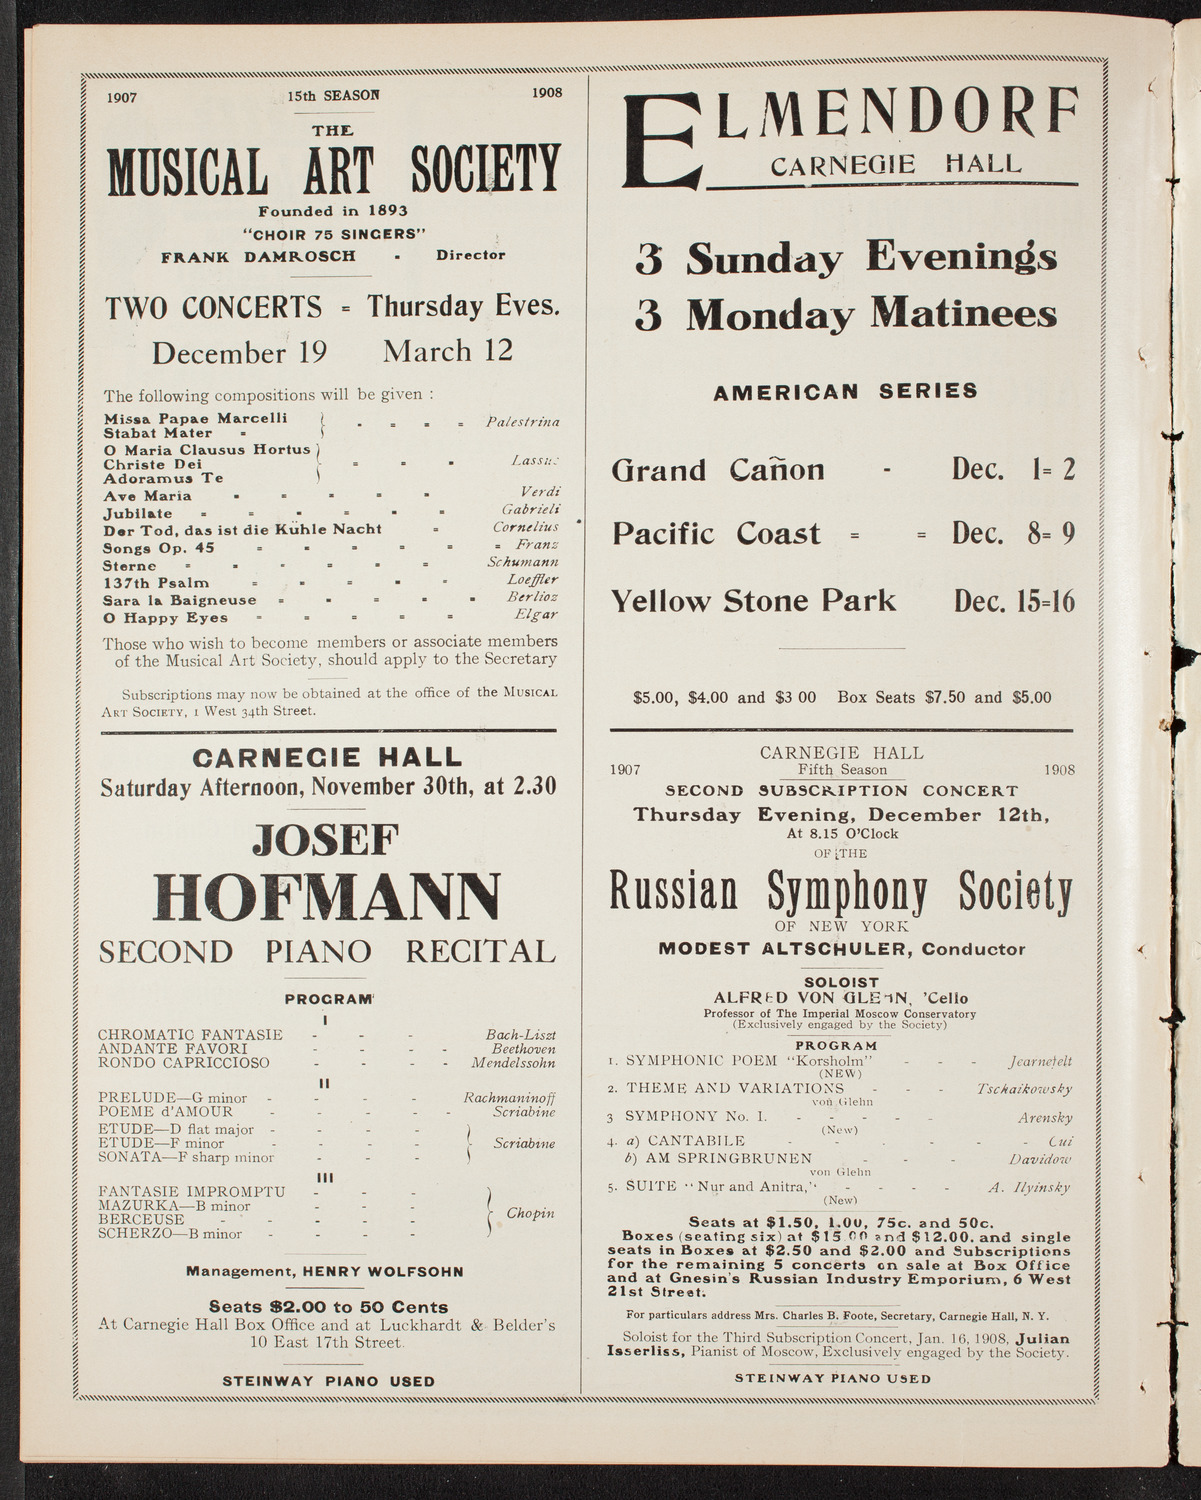 1907 15th SEASON 1908
THE
MUSICAL ART SOCIETY
Founded in 1893
"CHOIR 75 SINGERS"
FRANK DAMROSCH - Director
TWO CONCERTS = Thursday Eves.
December 19 March 12
The following compositions will be given :
Missa Papae Marcelli
Stabat Mater = - = = = Palestrina
O Maria Clausus Hortus
Christe Dei = = - Lassus
Adoramus Te
Ave Maria - = = = - Verdi
Jubilate = = - - = Gabrieli
Der Tod, das ist die Kühle Nacht = Cornelius
Songs Op. 45 = - = = = = Franz
Sterne = - = = = Schumann
137th Psalm = - = - = Loeffler
Sara la Baigneuse = - = = - Berlioz
O Happy Eyes = = = = = Elgar
Those who wish to become members or associate members
of the Musical Art Society, should apply to the Secretary
Subscriptions may now be obtained at the office of the MUSICAL
ART SOCIETY, 1 West 34th Street.
CARNEGIE HALL
Saturday Afternoon, November 30th, at 2.30
JOSEF
HOFMANN
SECOND PIANO RECITAL
PROGRAM
I
CHROMATIC FANTASIE - - - Bach-Liszt
ANDANTE FAVORI - - - - Beethoven
RONDO CAPRICCIOSO - - - - Mendelssohn
II
PRELUDE—G minor - - - - Rachmaninoff
POEME d'AMOUR - - - - Scriabine
ETUDE—D flat major - - - -
ETUDE—F minor - - - - Scriabine
SONATA—F sharp minor - - -
III
FANTASIE IMPROMPTU - - -
MAZURKA—B minor - - -
BERCEUSE - - - - - Chopin
SCHERZO—B minor - - - -
Management, HENRY WOLFSOHN
Seats $2.00 to 50 Cents
At Carnegie Hall Box Office and at Luckhardt & Belder's
10 East 17th Street.
STEINWAY PIANO USED
ELMENDORF
CARNEGIE HALL
3 Sunday Evenings
3 Monday Matinees
AMERICAN SERIES
Grand Cañon - Dec. 1=2
Pacific Coast = = Dec. 8=9
Yellow Stone Park Dec. 15=16
$5.00, $4.00 and $3 00 Box Seats $7.50 and $5.00
CARNEGIE HALL
1907 Fifth Season 1908
SECOND SUBSCRIPTION CONCERT
Thursday Evening, December 12th,
At 8.15 O'Clock
OF THE
Russian Symphony Society
OF NEW YORK
MODEST ALTSCHULER, Conductor
SOLOIST
ALFRED VON GLEHN, 'Cello
Professor of The Imperial Moscow Conservatory
(Exclusively engaged by the Society)
PROGRAM
1. SYMPHONIC POEM "Korsholm" - - - Jearnefelt
(NEW)
2. THEME AND VARIATIONS - - - Tschaikowsky
von Glehn
3 SYMPHONY No. I. - - - - - Arensky
(New)
4. a) CANTABILE - - - - - - Cui
b) AM SPRINGBRUNEN - - - Davidow
von Glehn
5. SUITE "Nur and Anitra," - - - - A. Ilyinsky
(New)
Seats at $1.50, 1.00, 75c. and 50c.
Boxes (seating six) at $15 00 and $12.00. and single
seats in Boxes at $2.50 and $2.00 and Subscriptions
for the remaining 5 concerts on sale at Box Office
and at Gnesin's Russian Industry Emporium, 6 West
21st Street.
For particulars address Mrs. Charles B. Foote, Secretary, Carnegie Hall, N. Y.
Soloist for the Third Subscription Concert, Jan. 16, 1908, Julian
Isserliss, Pianist of Moscow, Exclusively engaged by the Society.
STEINWAY PIANO USED